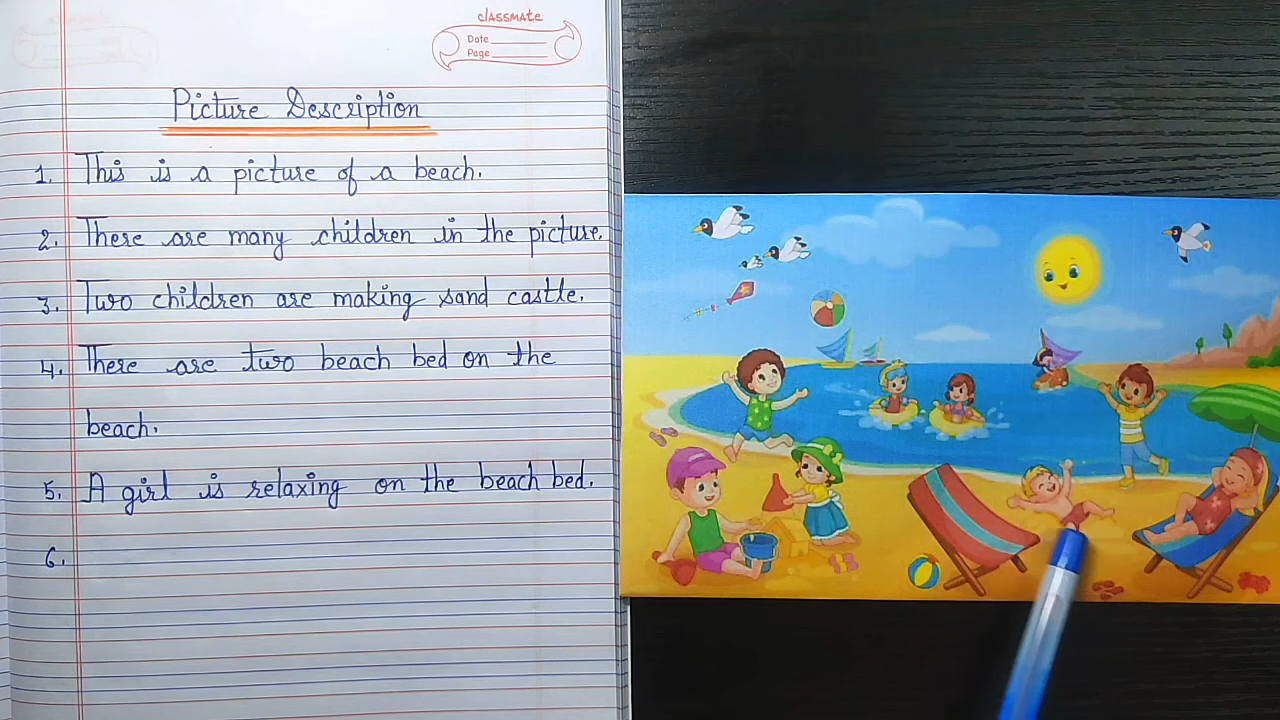 classmate
Date
Page
Picture Description
1. This is a picture of a beach.
2. There are many children in the picture.
3. Two children are making sand castle.
4. There are two beach bed on the
beach.
5. A girl is relaxing on the beach bed.
6.